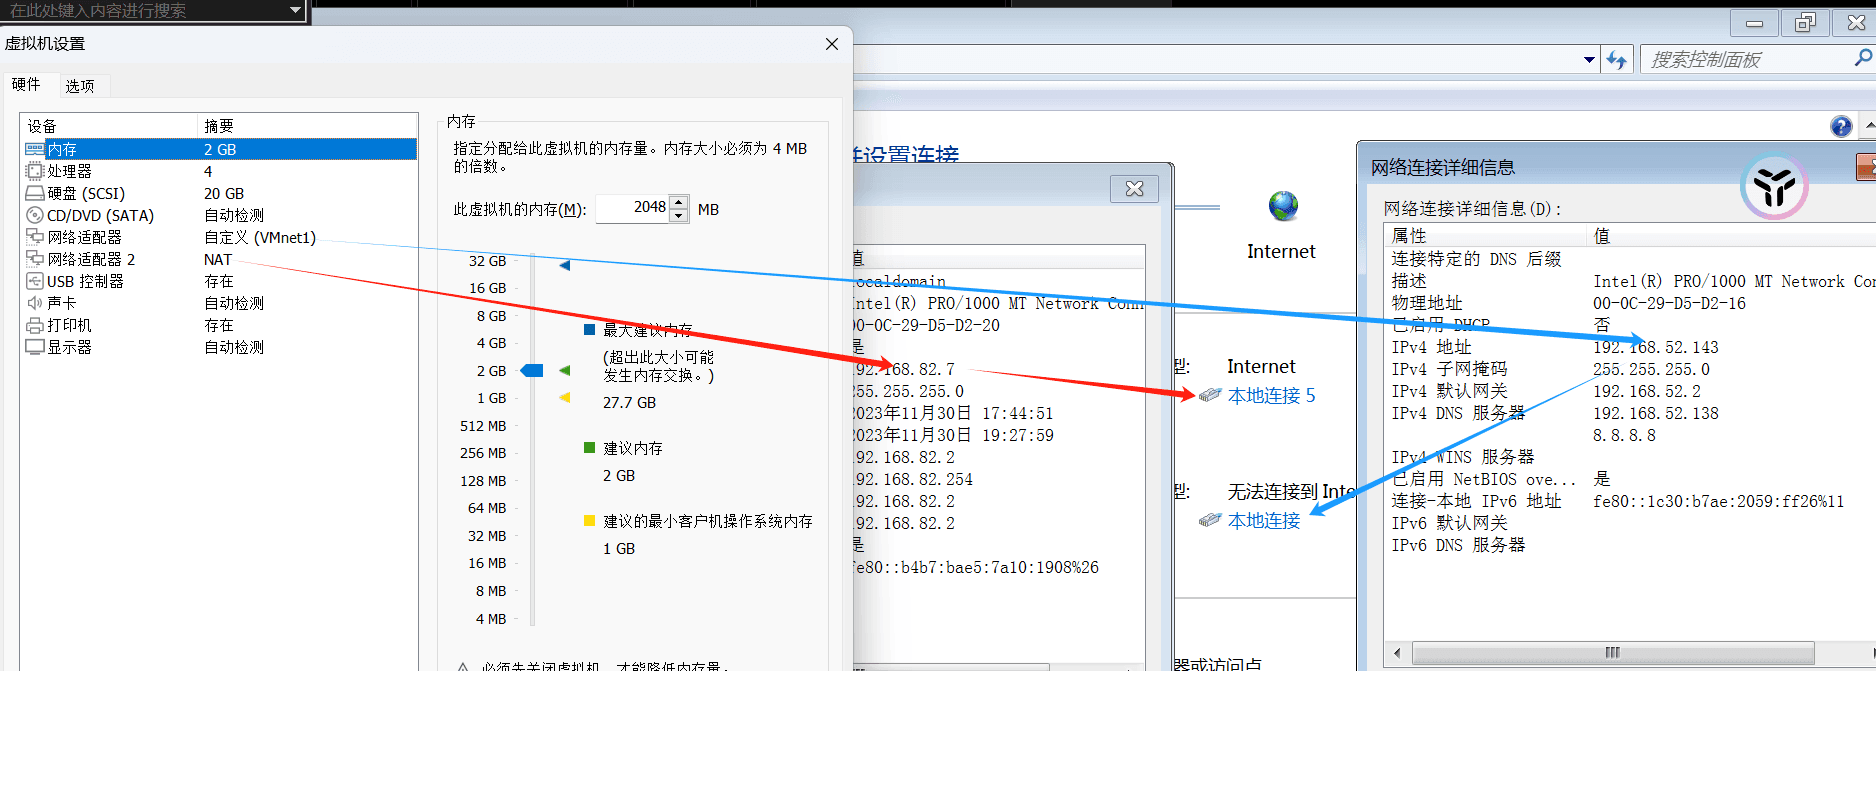 在此处键入内容进行搜索
虚拟机设置
硬件 选项
设备 摘要
内存 2 GB
处理器 4
硬盘 (SCSI) 20 GB
CD/DVD (SATA) 自动检测
网络适配器 自定义 (VMnet1)
网络适配器 2 NAT
USB 控制器 存在
声卡 自动检测
打印机 存在
显示器 自动检测
内存
指定分配给此虚拟机的内存量。内存大小必须为 4 MB
的倍数。
此虚拟机的内存(M): 2048 MB
32 GB
16 GB
8 GB
4 GB
2 GB
1 GB
512 MB
256 MB
128 MB
64 MB
32 MB
16 MB
8 MB
4 MB
最大建议内存
(超出此大小可能
发生内存交换。)
27.7 GB
建议内存
2 GB
建议的最小客户机操作系统内存
1 GB
必须先关闭虚拟机，才能降低内存量。
搜索控制面板
并设置连接
值
localdomain
Intel(R) PRO/1000 MT Network Conn
00-0C-29-D5-D2-20
是
192.168.82.7
255.255.255.0
2023年11月30日 17:44:51
2023年11月30日 19:27:59
192.168.82.2
192.168.82.254
192.168.82.2
192.168.82.2
是
fe80::b4b7:bae5:7a10:1908%26
Internet
型: Internet
本地连接 5
型: 无法连接到 Inte
本地连接
器或访问点
网络连接详细信息
网络连接详细信息(D):
属性 值
连接特定的 DNS 后缀
描述 Intel(R) PRO/1000 MT Network Con
物理地址 00-0C-29-D5-D2-16
已启用 DHCP 否
IPv4 地址 192.168.52.143
IPv4 子网掩码 255.255.255.0
IPv4 默认网关 192.168.52.2
IPv4 DNS 服务器 192.168.52.138
8.8.8.8
IPv4 WINS 服务器
已启用 NetBIOS ove... 是
连接-本地 IPv6 地址 fe80::1c30:b7ae:2059:ff26%11
IPv6 默认网关
IPv6 DNS 服务器